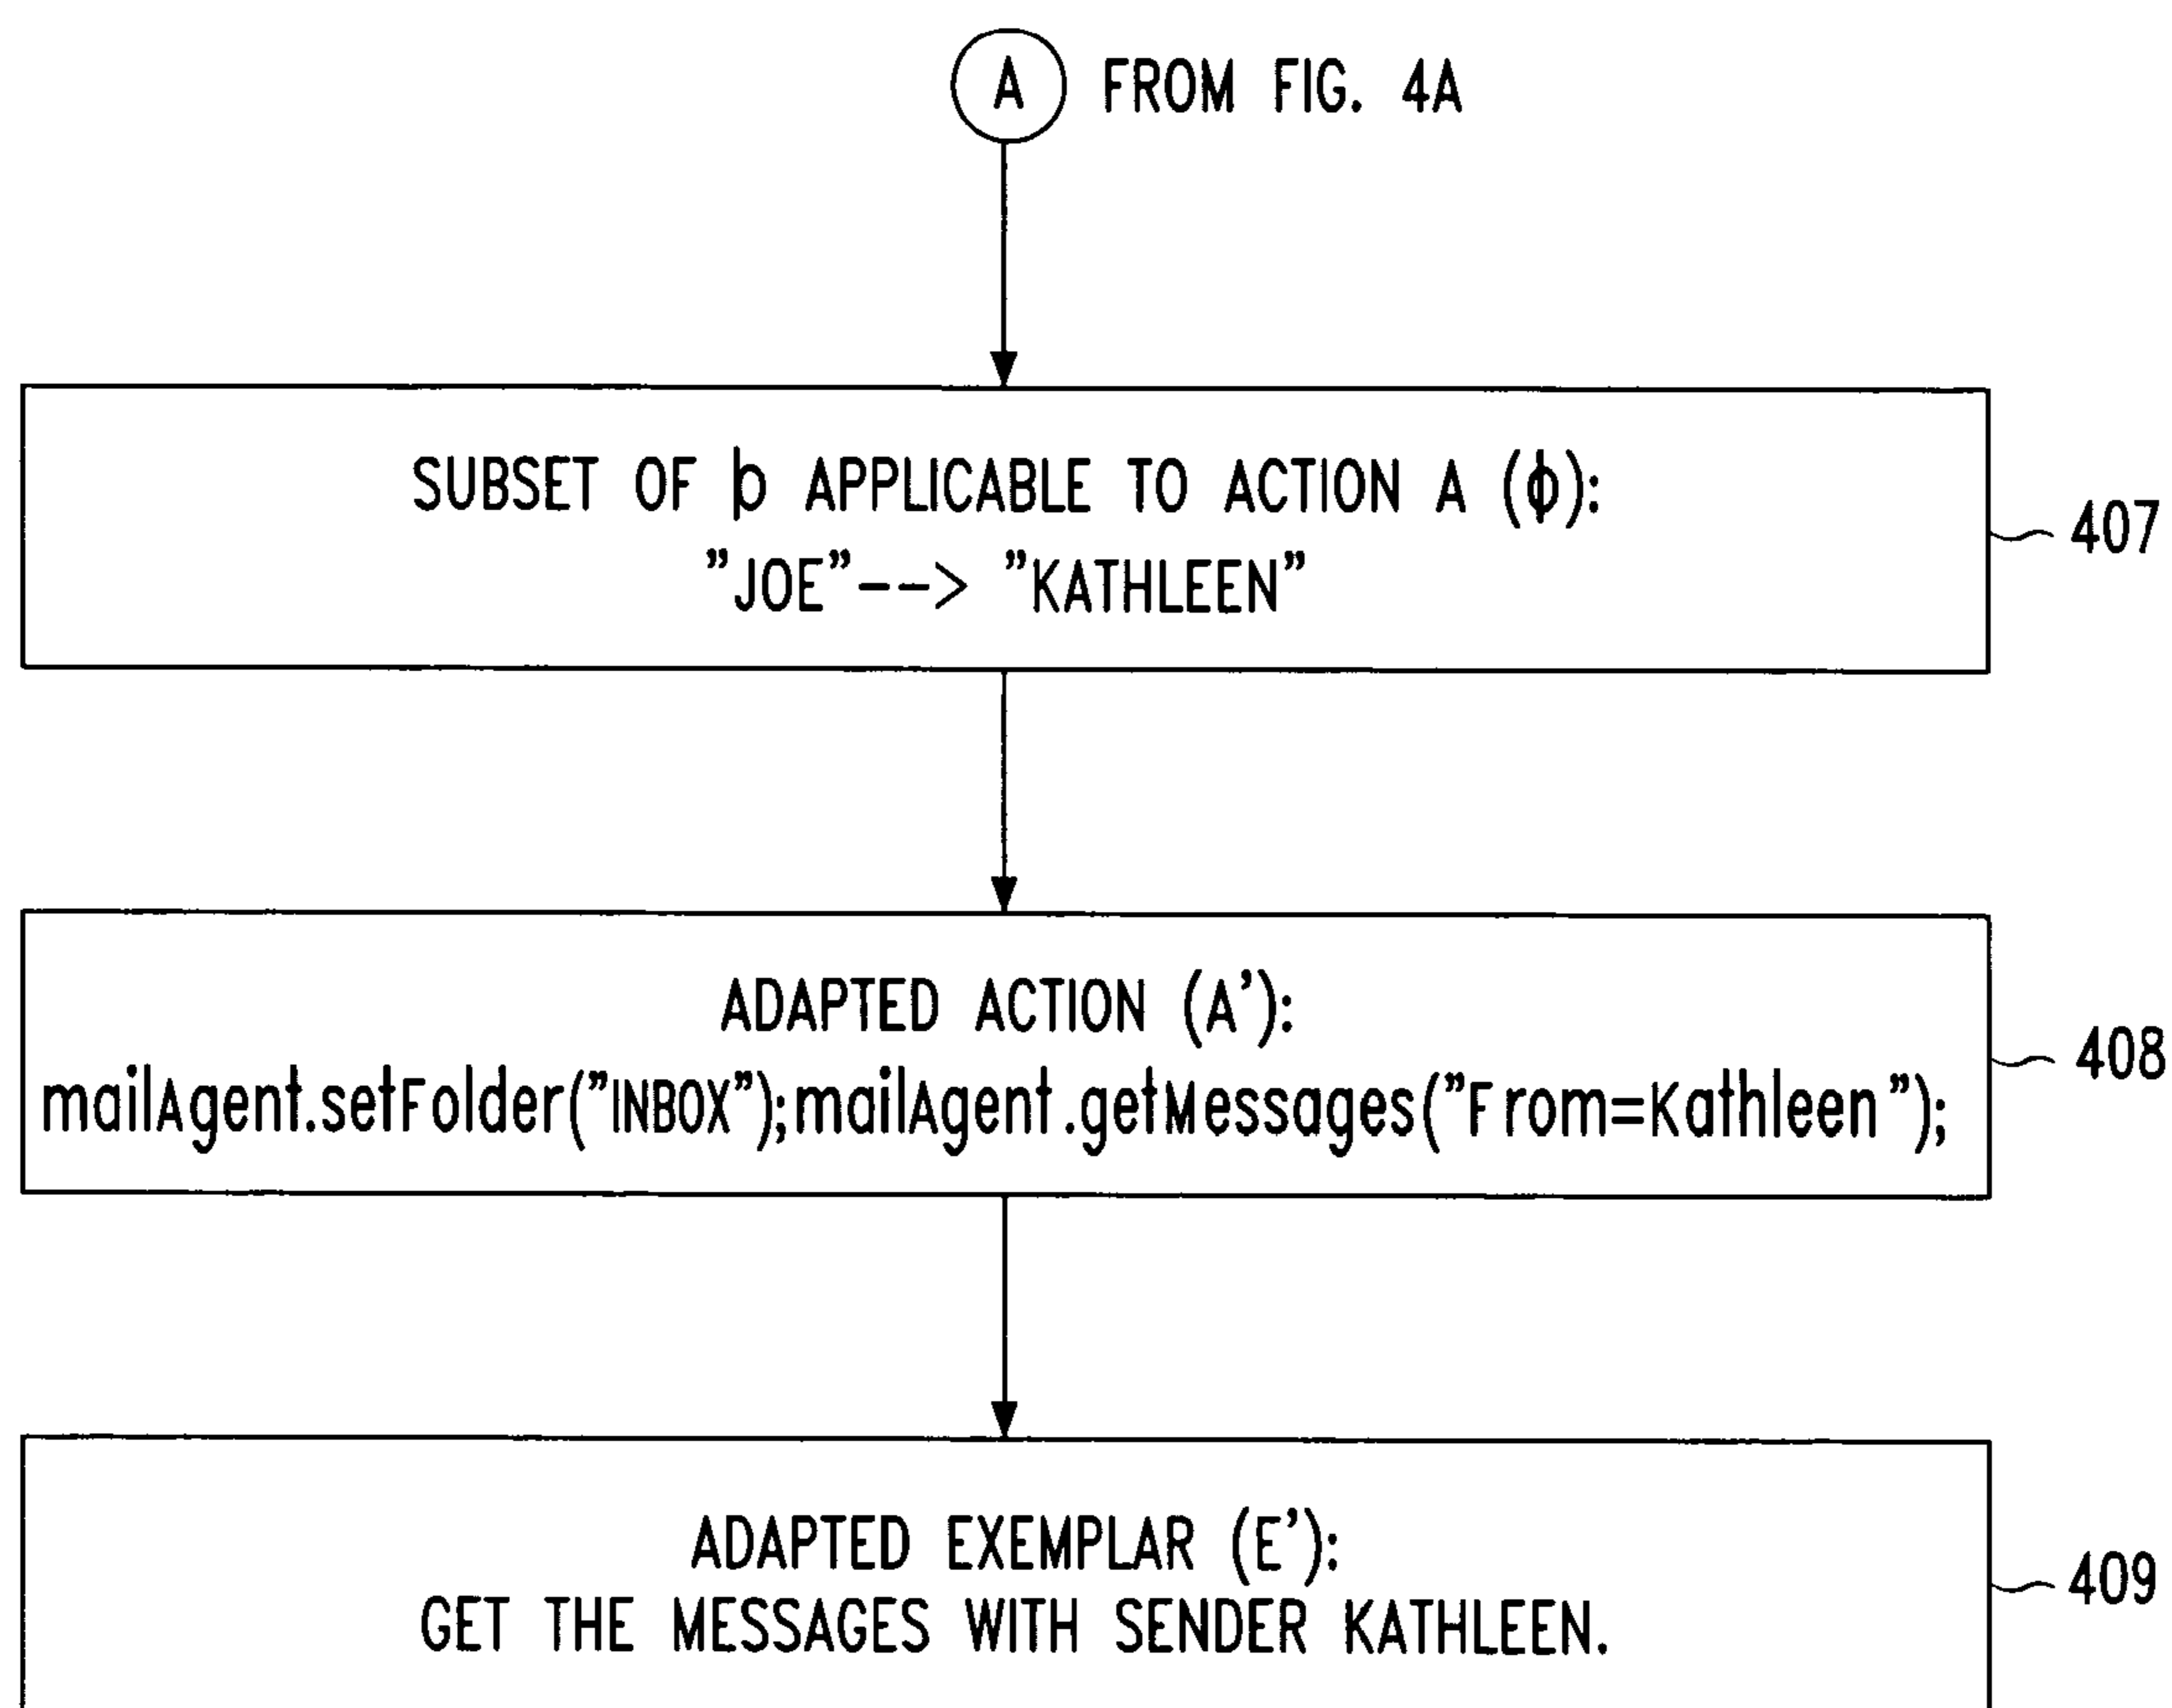 A FROM FIG. 4A
SUBSET OF þ APPLICABLE TO ACTION A (ϕ):
"JOE"--> "KATHLEEN"
407
ADAPTED ACTION (A'):
mailAgent.setFolder("INBOX");mailAgent.getMessages("From=Kathleen");
408
ADAPTED EXEMPLAR (E'):
GET THE MESSAGES WITH SENDER KATHLEEN.
409